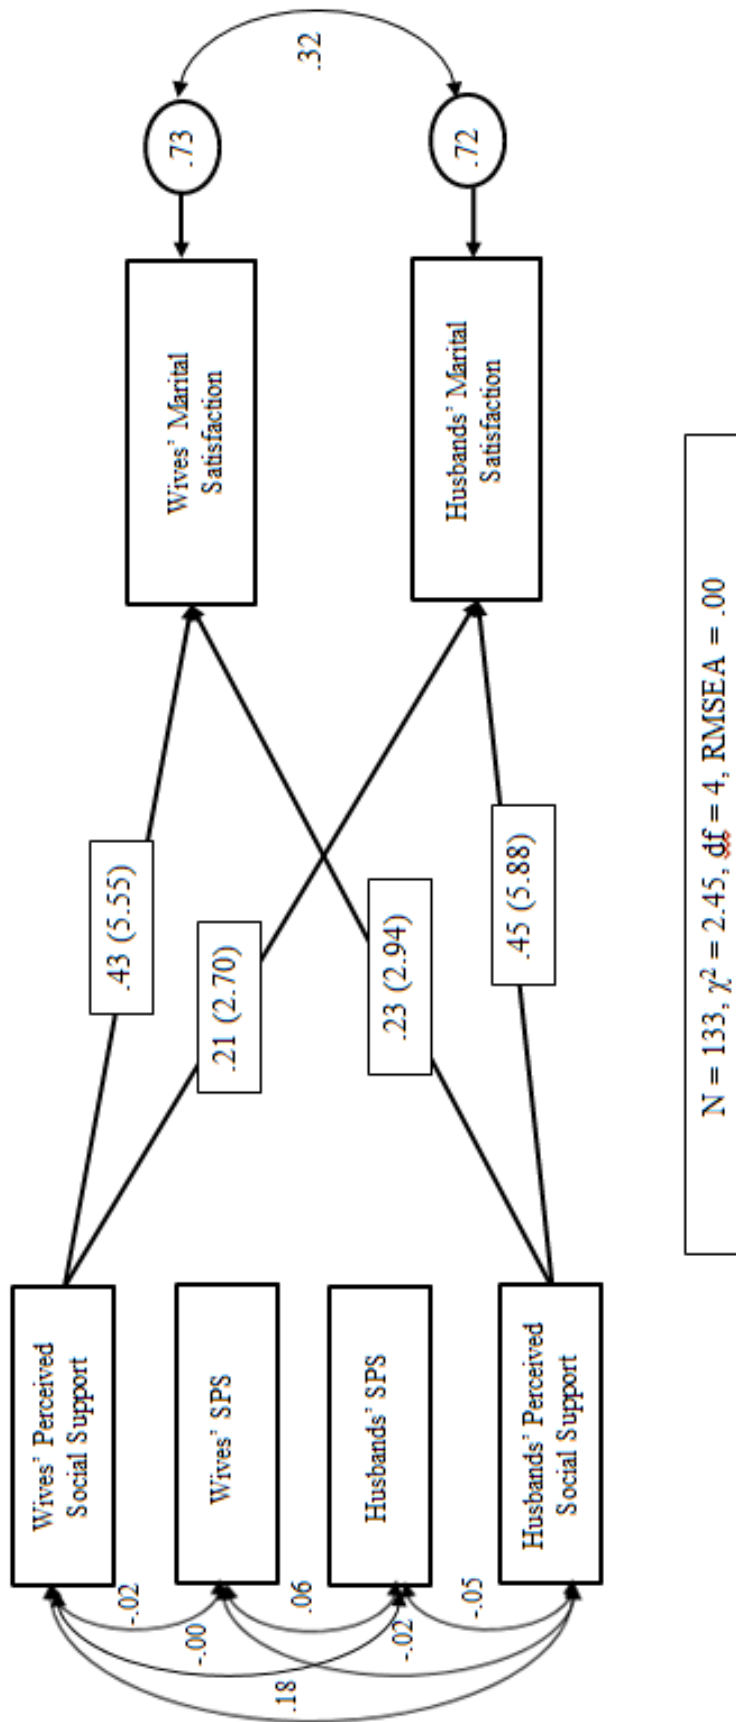 Wives' Perceived
Social Support
Wives' SPS
Husbands' SPS
Husbands' Perceived
Social Support
-.02
-.00
.06
.18
-.02
-.05
.43 (5.55)
.21 (2.70)
.23 (2.94)
.45 (5.88)
Wives' Marital
Satisfaction
Husbands' Marital
Satisfaction
.73
.72
.32
N = 133, χ² = 2.45, df = 4, RMSEA = .00